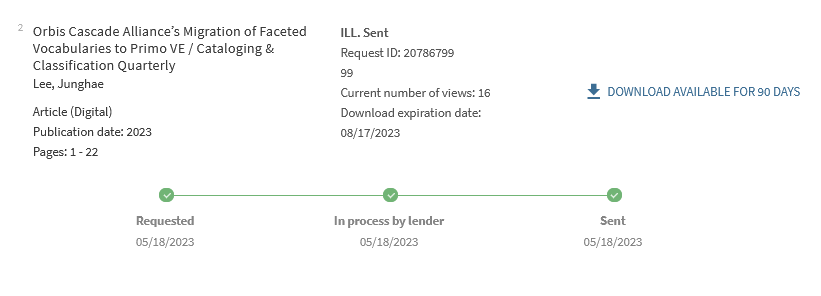 2
Orbis Cascade Alliance’s Migration of Faceted
Vocabularies to Primo VE / Cataloging &
Classification Quarterly
Lee, Junghae
Article (Digital)
Publication date: 2023
Pages: 1 - 22
ILL. Sent
Request ID: 20786799
99
Current number of views: 16
Download expiration date:
08/17/2023
DOWNLOAD AVAILABLE FOR 90 DAYS
Requested
05/18/2023
In process by lender
05/18/2023
Sent
05/18/2023